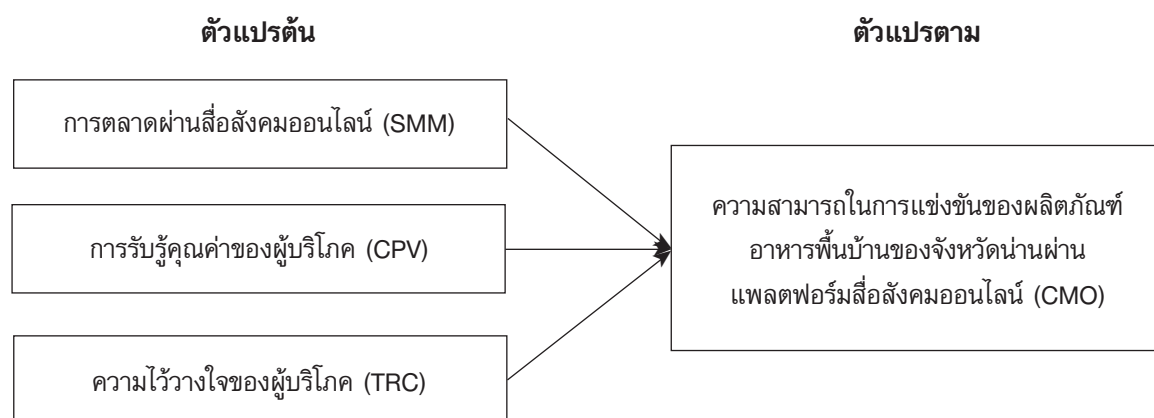 ตัวแปรต้น
ตัวแปรตาม
การตลาดผ่านสื่อสังคมออนไลน์ (SMM)
การรับรู้คุณค่าของผู้บริโภค (CPV)
ความไว้วางใจของผู้บริโภค (TRC)
ความสามารถในการแข่งขันของผลิตภัณฑ์
อาหารพื้นบ้านของจังหวัดน่านผ่าน
แพลตฟอร์มสื่อสังคมออนไลน์ (CMO)